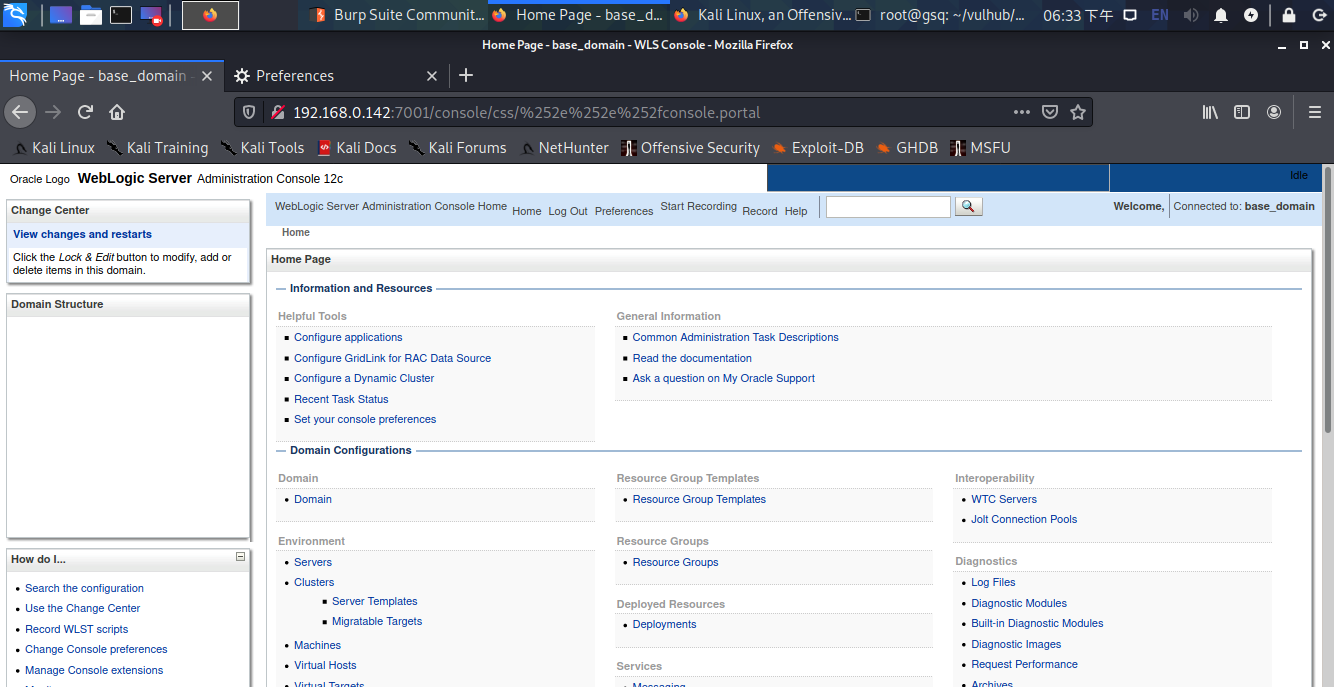 Burp Suite Communit... Home Page - base_d... Kali Linux, an Offensiv... root@gsq: ~/vulhub/... 06:33 下午 EN
Home Page - base_domain - WLS Console - Mozilla Firefox
Home Page - base_domain - Preferences
192.168.0.142:7001/console/css/%252e%252e%252fconsole.portal
Kali Linux Kali Training Kali Tools Kali Docs Kali Forums NetHunter Offensive Security Exploit-DB GHDB MSFU
Oracle Logo WebLogic Server Administration Console 12c Idle
Change Center
View changes and restarts
Click the Lock & Edit button to modify, add or
delete items in this domain.
Domain Structure
How do I...
Search the configuration
Use the Change Center
Record WLST scripts
Change Console preferences
Manage Console extensions
WebLogic Server Administration Console Home Home Log Out Preferences Start Recording Record Help Welcome, Connected to: base_domain
Home
Home Page
Information and Resources
Helpful Tools
Configure applications
Configure GridLink for RAC Data Source
Configure a Dynamic Cluster
Recent Task Status
Set your console preferences
General Information
Common Administration Task Descriptions
Read the documentation
Ask a question on My Oracle Support
Domain Configurations
Domain
Domain
Environment
Servers
Clusters
Server Templates
Migratable Targets
Machines
Virtual Hosts
Virtual Targets
Resource Group Templates
Resource Group Templates
Resource Groups
Resource Groups
Deployed Resources
Deployments
Services
Messaging
Interoperability
WTC Servers
Jolt Connection Pools
Diagnostics
Log Files
Diagnostic Modules
Built-in Diagnostic Modules
Diagnostic Images
Request Performance
Archives